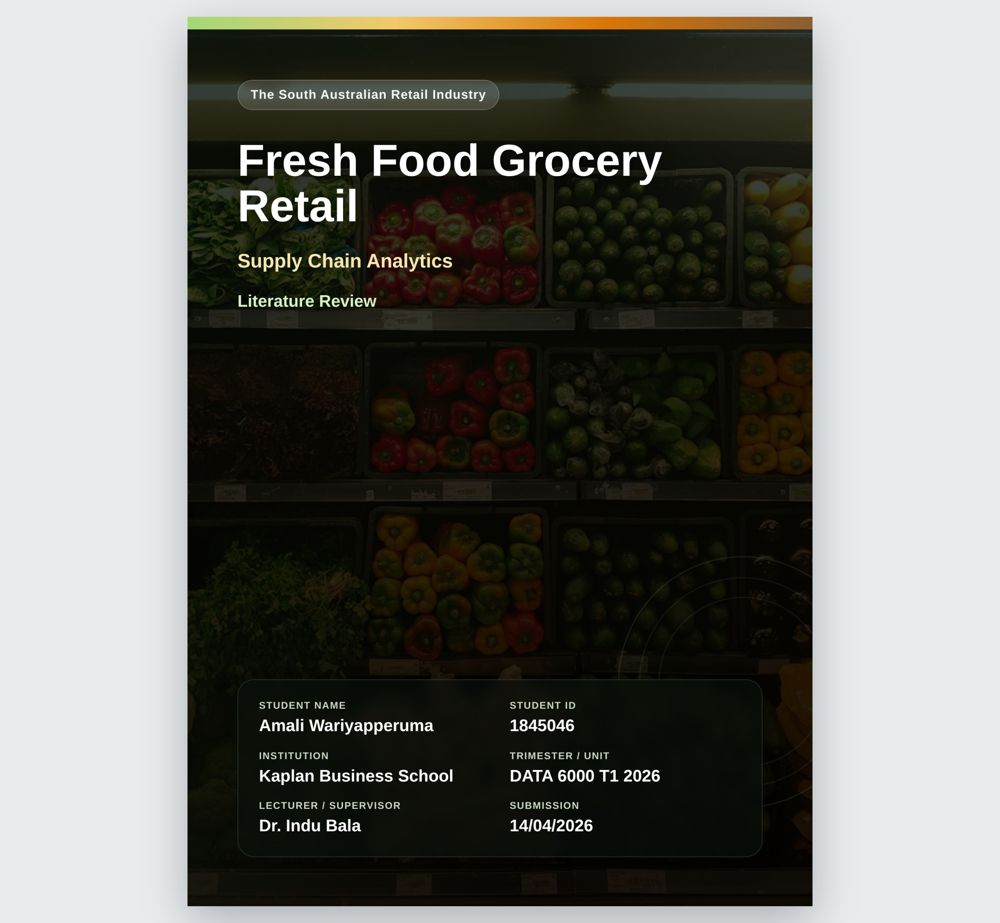 The South Australian Retail Industry
Fresh Food Grocery
Retail
Supply Chain Analytics
Literature Review
STUDENT NAME
Amali Wariyapperuma
STUDENT ID
1845046
INSTITUTION
Kaplan Business School
TRIMESTER / UNIT
DATA 6000 T1 2026
LECTURER / SUPERVISOR
Dr. Indu Bala
SUBMISSION
14/04/2026